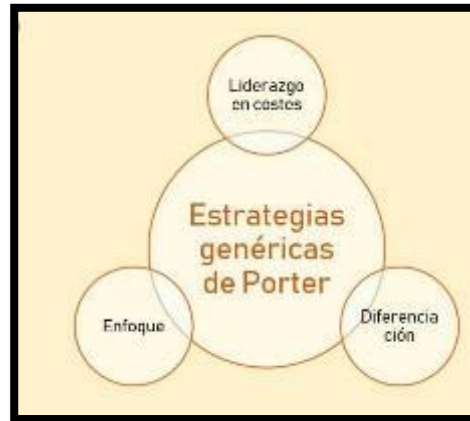 Liderazgo
en costes
Estrategias
genéricas
de Porter
Enfoque
Diferencia
ción